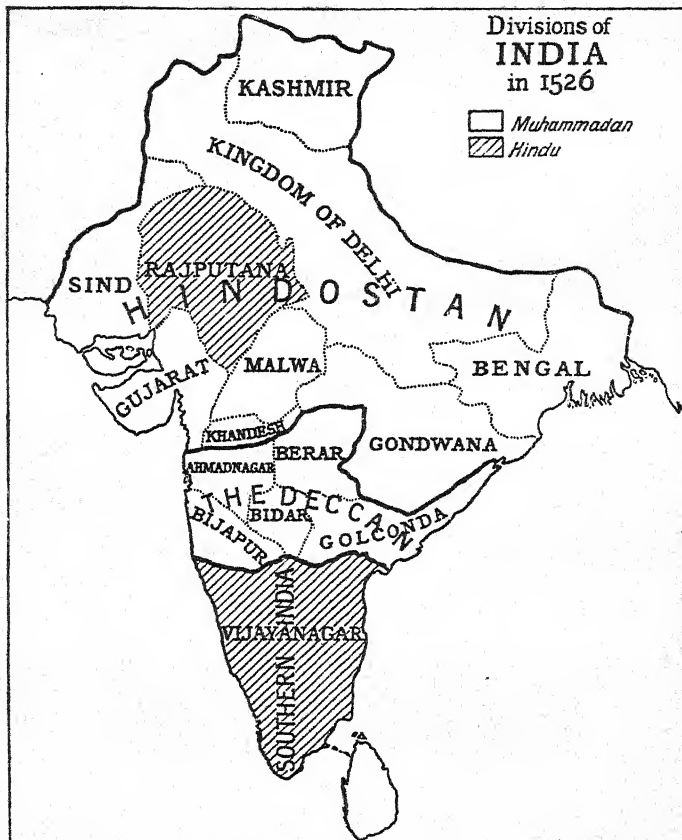 Divisions of
INDIA
in 1526
Muhammadan
Hindu
KASHMIR
KINGDOM OF DELHI
SIND
RAJPUTANA
HINDOSTAN
GUJARAT
MALWA
BENGAL
KHANDESH
BERAR
GONDWANA
AHMADNAGAR
THE DECCAN
BIJAPUR
BIDAR
GOLCONDA
VIJAYANAGAR
SOUTHERN INDIA